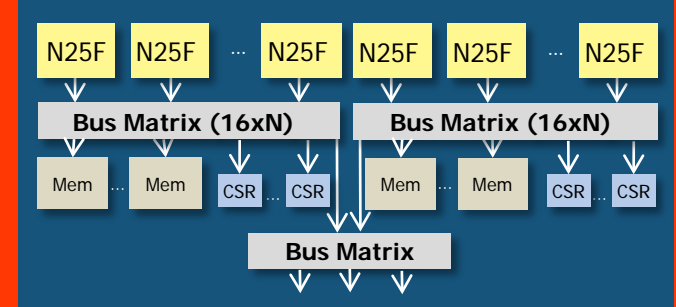 N25F N25F ... N25F N25F N25F ... N25F
Bus Matrix (16xN) Bus Matrix (16xN)
Mem ... Mem CSR ... CSR Mem ... Mem CSR ... CSR
Bus Matrix